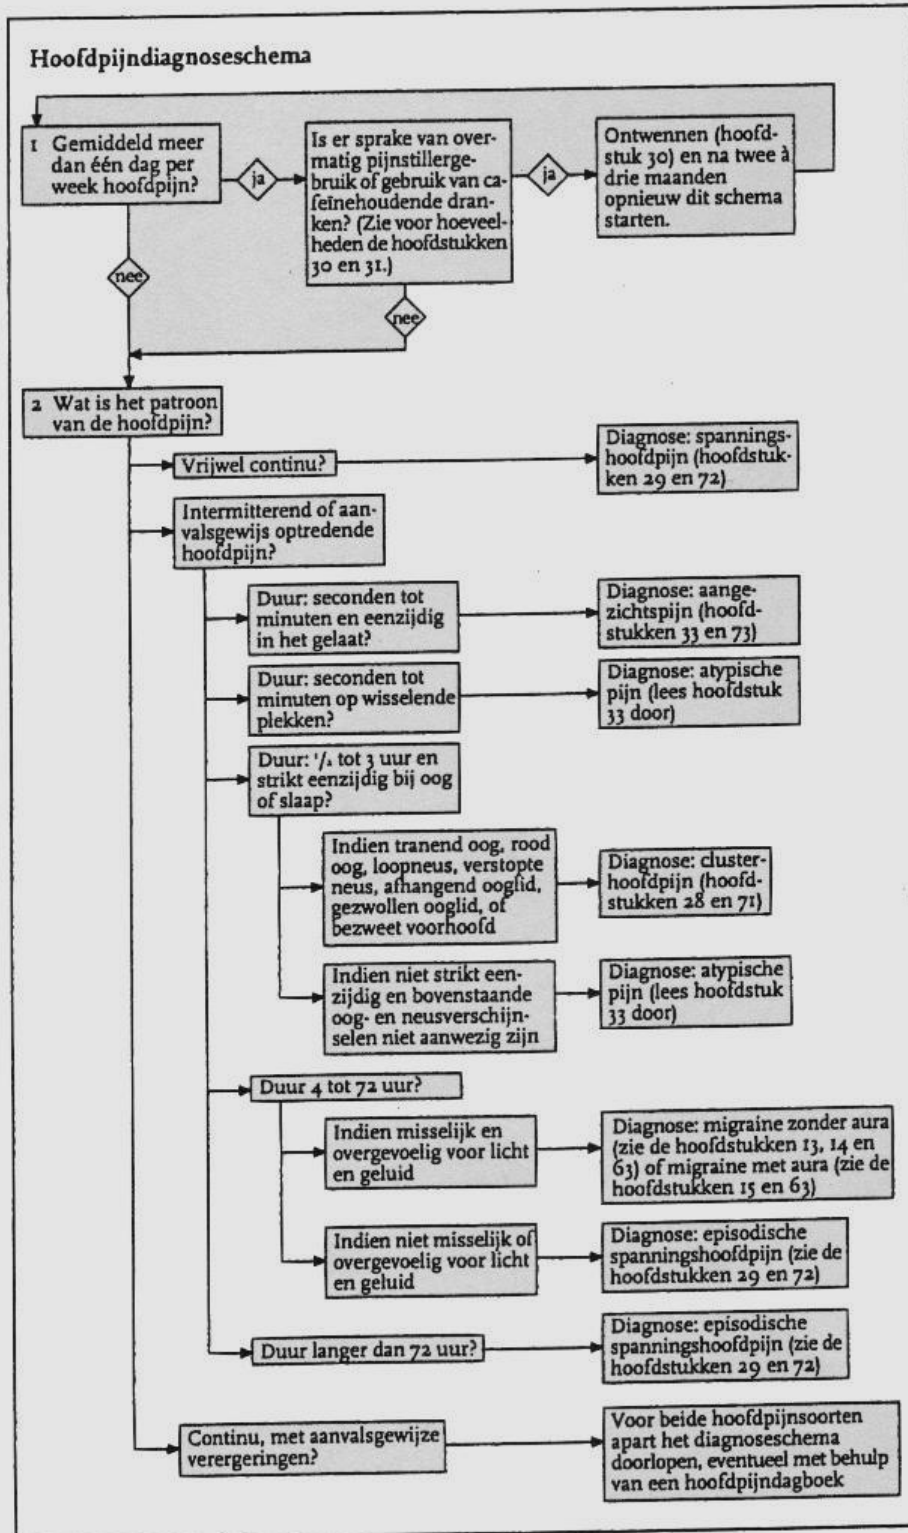 Hoofdpijndiagnoseschema
1 Gemiddeld meer
dan één dag per
week hoofdpijn?
ja
Is er sprake van over-
matig pijnstillerge-
bruik of gebruik van ca-
feïnehoudende dran-
ken? (Zie voor hoeveel-
heden de hoofdstukken
30 en 31.)
ja
Ontwennen (hoofd-
stuk 30) en na twee à
drie maanden
opnieuw dit schema
starten.
nee
nee
2 Wat is het patroon
van de hoofdpijn?
Vrijwel continu?
Diagnose: spannings-
hoofdpijn (hoofdstuk-
ken 29 en 72)
Intermitterend of aan-
valsgewijs optredende
hoofdpijn?
Duur: seconden tot
minuten en eenzijdig
in het gelaat?
Diagnose: aange-
zichtspijn (hoofd-
stukken 33 en 73)
Duur: seconden tot
minuten op wisselende
plekken?
Diagnose: atypische
pijn (lees hoofdstuk
33 door)
Duur: tot 3 uur en
strikt eenzijdig bij oog
of slaap?
Indien tranend oog, rood
oog, loopneus, verstopte
neus, afhangend ooglid,
gezwollen ooglid, of
bezweet voorhoofd
Diagnose: cluster-
hoofdpijn (hoofd-
stukken 28 en 71)
Indien niet strikt een-
zijdig en bovenstaande
oog- en neusverschijn-
selen niet aanwezig zijn
Diagnose: atypische
pijn (lees hoofdstuk
33 door)
Duur 4 tot 72 uur?
Indien misselijk en
overgevoelig voor licht
en geluid
Diagnose: migraine zonder aura
(zie de hoofdstukken 13, 14 en
63) of migraine met aura (zie de
hoofdstukken 15 en 63)
Indien niet misselijk of
overgevoelig voor licht
en geluid
Diagnose: episodische
spanningshoofdpijn (zie de
hoofdstukken 29 en 72)
Duur langer dan 72 uur?
Diagnose: episodische
spanningshoofdpijn (zie de
hoofdstukken 29 en 72)
Continu, met aanvalsgewijze
verergeringen?
Voor beide hoofdpijnsoorten
apart het diagnoseschema
doorlopen, eventueel met behulp
van een hoofdpijndagboek